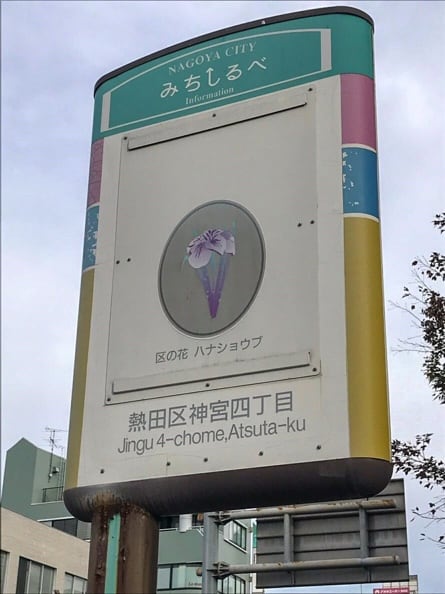 NAGOYA CITY
みちしるべ
Information
区の花 ハナショウブ
熱田区神宮四丁目
Jingu 4-chome,Atsuta-ku